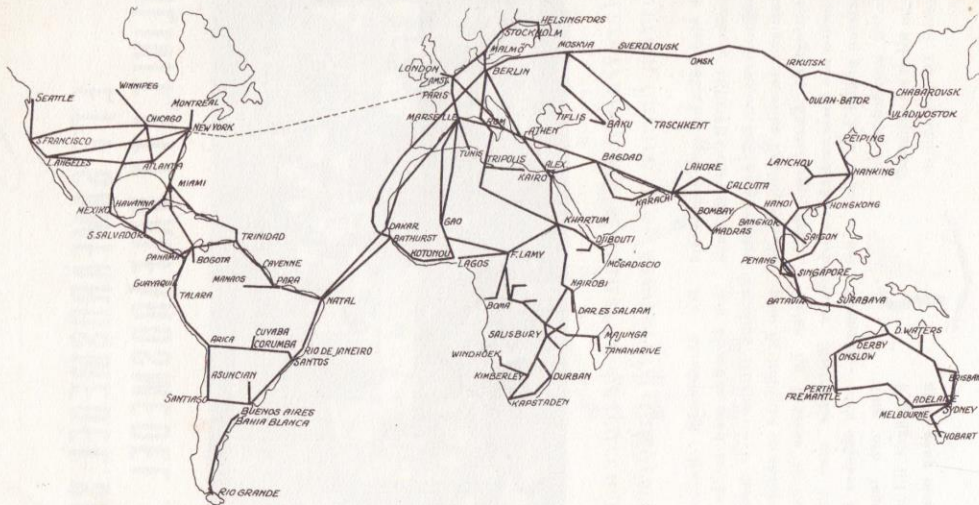 HELSINGFORS
STOCKHOLM
MALMO
MOSKVA
SVERDLOVSK
OMSK
IRKUTSK
LONDON
AMST.
BERLIN
PARIS
CHABAROVSK
OULAN-BATOR
VLADIVOSTOK
SEATTLE
WINNIPEG
MONTREAL
CHICAGO
NEW YORK
S.FRANCISCO
L.ANGELES
ATLANTA
MARSEILLE
ROM
TIFLIS
BAKU
TASCHKENT
ATHEN
TUNIS
TRIPOLIS
ALEX.
KAIRO
BAGDAD
LAHORE
PEIPING
LANCHOV
NANKING
MIAMI
HAVANNA
MEXIKO
S.SALVADOR
KARACHI
CALCUTTA
BOMBAY
MADRAS
HANOI
HONGKONG
BANGKOK
SAIGON
TRINIDAD
PANAMA
BOGOTA
CAYENNE
PARA
MANAOS
DAKAR
BATHURST
GAO
KOTONOU
LAGOS
F.LAMY
KHARTUM
DJIBOUTI
MOGADISCIO
PENANG
SINGAPORE
BATAVIA
SURABAYA
GUAYAQUIL
TALARA
NATAL
BOMA
NAIROBI
DAR.ES SALAAM
ARICA
CUYABA
CORUMBA
RIO DE JANEIRO
SANTOS
SALISBURY
MAJUNGA
TANANARIVE
WINDHOEK
KIMBERLEY
DURBAN
KAPSTADEN
D.WATERS
DERBY
ONSLOW
BRISBANE
PERTH
FREMANTLE
ADELAIDE
SYDNEY
MELBOURNE
HOBART
ASUNCIAN
SANTIAGO
BUENOS AIRES
BAHIA BLANCA
RIO GRANDE